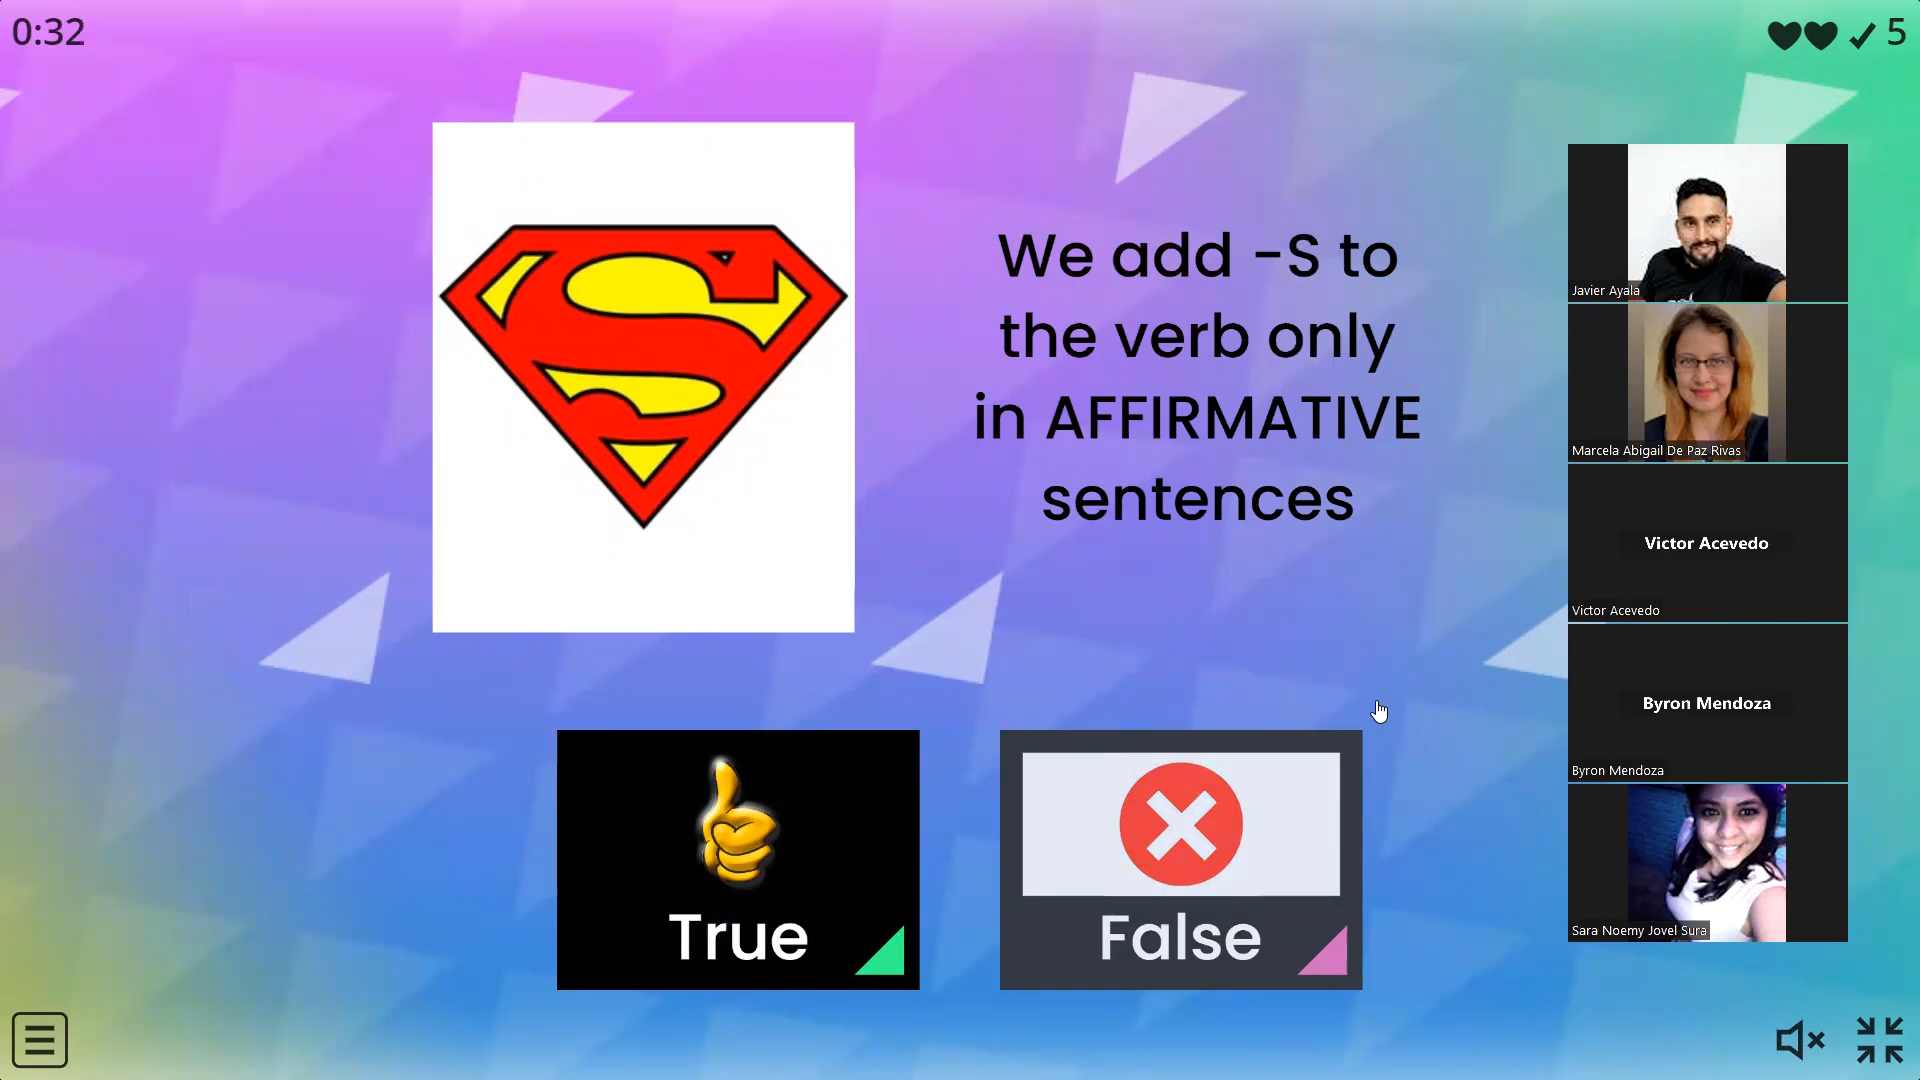 0:32
5
We add -S to
the verb only
in AFFIRMATIVE
sentences
True
False
Javier Ayala
Marcela Abigail De Paz Rivas
Victor Acevedo
Victor Acevedo
Byron Mendoza
Byron Mendoza
Sara Noemy Jovel Sura